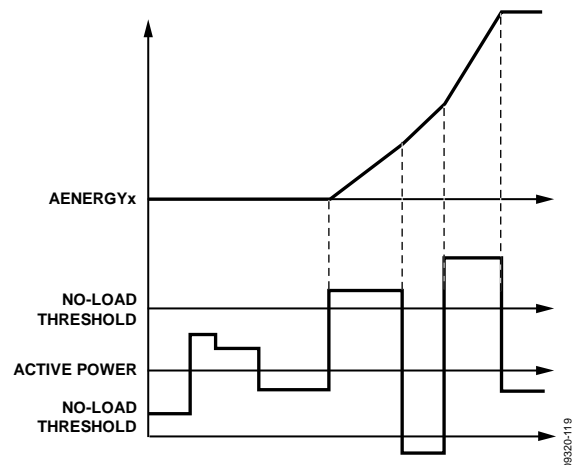 AENERGYx
NO-LOAD
THRESHOLD
ACTIVE POWER
NO-LOAD
THRESHOLD
09320-119